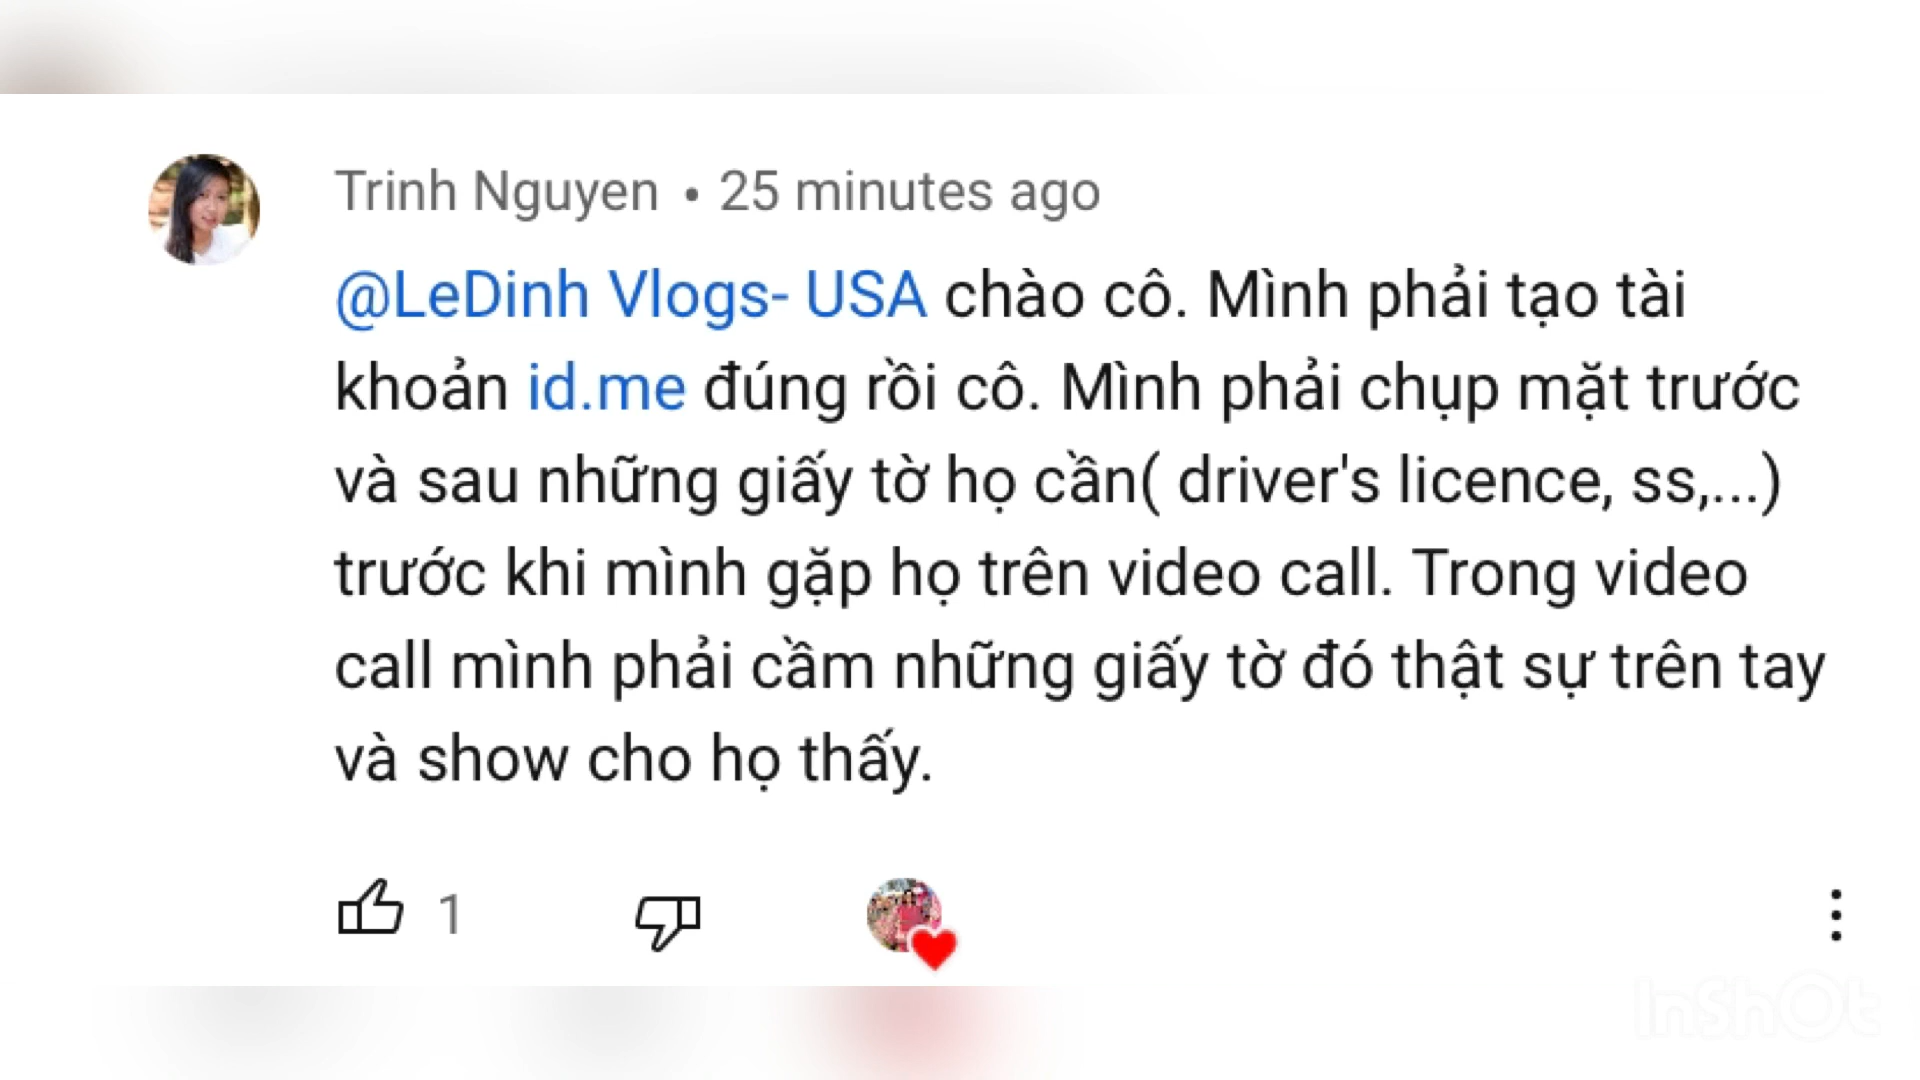 Trinh Nguyen • 25 minutes ago
@LeDinh Vlogs- USA chào cô. Mình phải tạo tài
khoản id.me đúng rồi cô. Mình phải chụp mặt trước
và sau những giấy tờ họ cần( driver's licence, ss,...)
trước khi mình gặp họ trên video call. Trong video
call mình phải cầm những giấy tờ đó thật sự trên tay
và show cho họ thấy.
1
InShOt